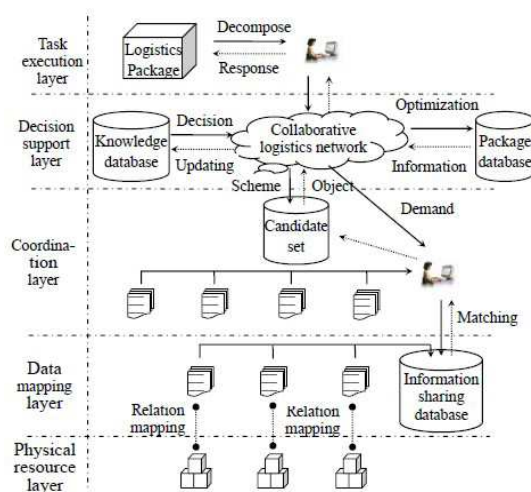 Task
execution
layer
Logistics
Package
Decompose
Response
Decision
support
layer
Knowledge
database
Decision
Updating
Collaborative
logistics network
Optimization
Information
Package
database
Scheme
Object
Demand
Coordina-
tion
layer
Candidate
set
Matching
Data
mapping
layer
Information
sharing
database
Relation
mapping
Relation
mapping
Physical
resource
layer